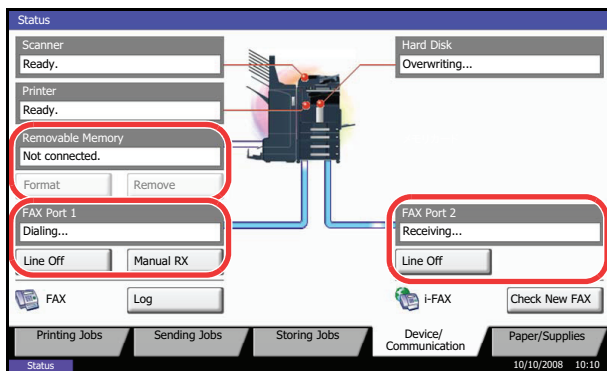 Status
Scanner
Ready.
Hard Disk
Overwriting...
Printer
Ready.
Removable Memory
Not connected.
Format
Remove
FAX Port 1
Dialing...
Line Off
Manual RX
FAX Port 2
Receiving...
Line Off
FAX
Log
i-FAX
Check New FAX
Printing Jobs
Sending Jobs
Storing Jobs
Device/
Communication
Paper/Supplies
Status
10/10/2008 10:10